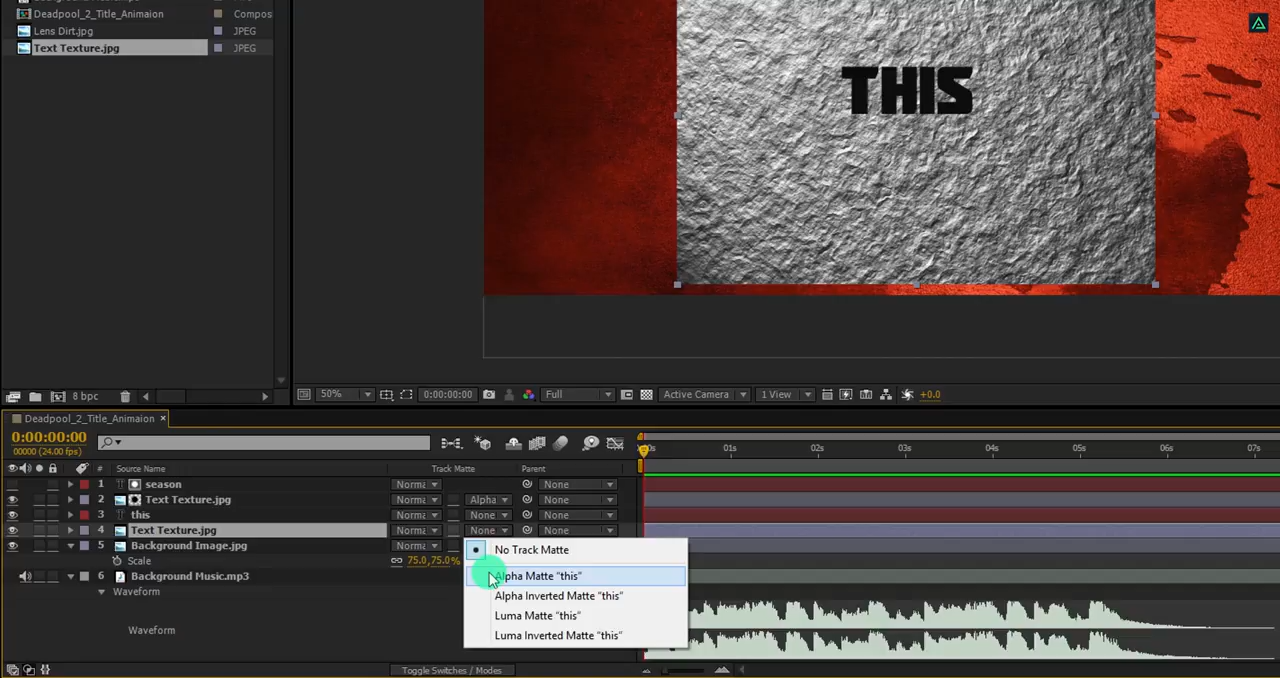 Deadpool_2_Title_Animaion
Compos
Lens Dirt.jpg
JPEG
Text Texture.jpg
JPEG
THIS
8 bpc
50%
0:00:00:00
Full
Active Camera
1 View
+0.0
Deadpool_2_Title_Animaion
0:00:00:00
00000 (24.00 fps)
#
Source Name
Track Matte
Parent
01s
02s
03s
04s
05s
06s
07s
1
T
season
Norma
None
2
Text Texture.jpg
Norma
Alpha
None
3
T
this
Norma
None
None
4
Text Texture.jpg
Norma
None
None
5
Background Image.jpg
Norma
Scale
75.0,75.0%
6
Background Music.mp3
Waveform
Waveform
No Track Matte
Alpha Matte "this"
Alpha Inverted Matte "this"
Luma Matte "this"
Luma Inverted Matte "this"
Toggle Switches / Modes